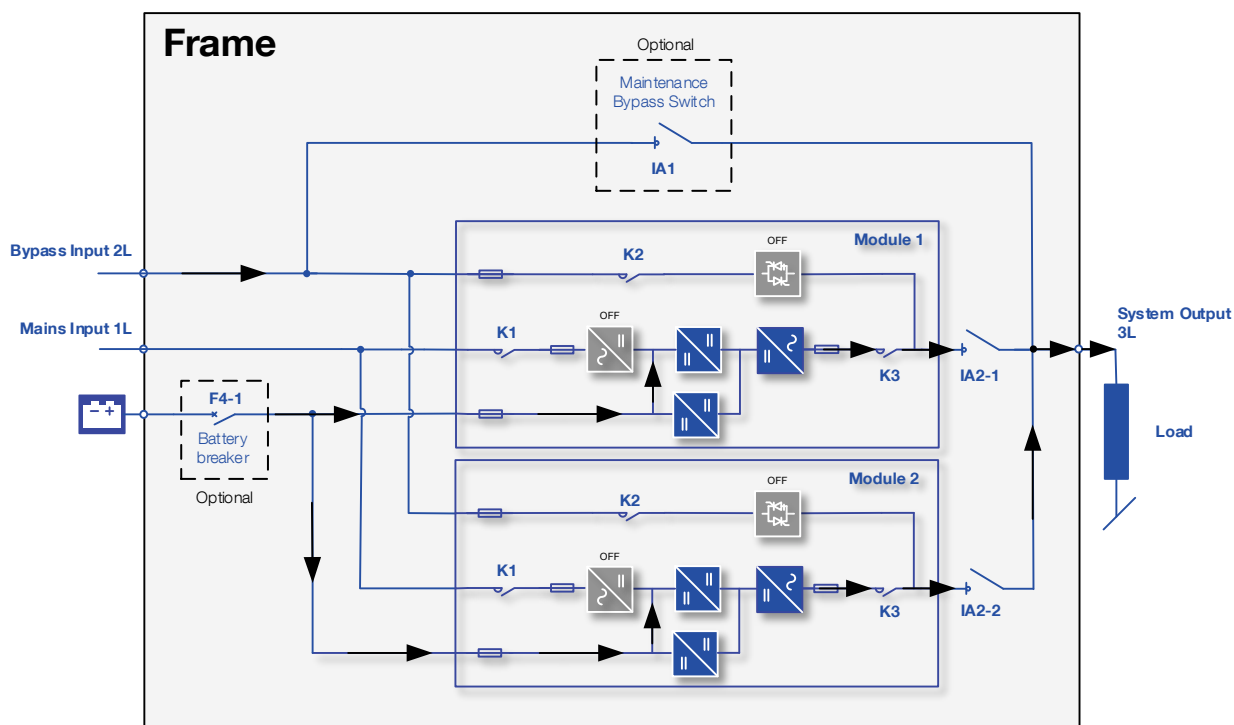 Frame
Optional
Maintenance
Bypass Switch
IA1
Bypass Input 2L
Module 1
OFF
K2
Mains Input 1L
K1
OFF
K3
IA2-1
System Output
3L
F4-1
Battery
breaker
Optional
Load
Module 2
OFF
K2
K1
OFF
K3
IA2-2